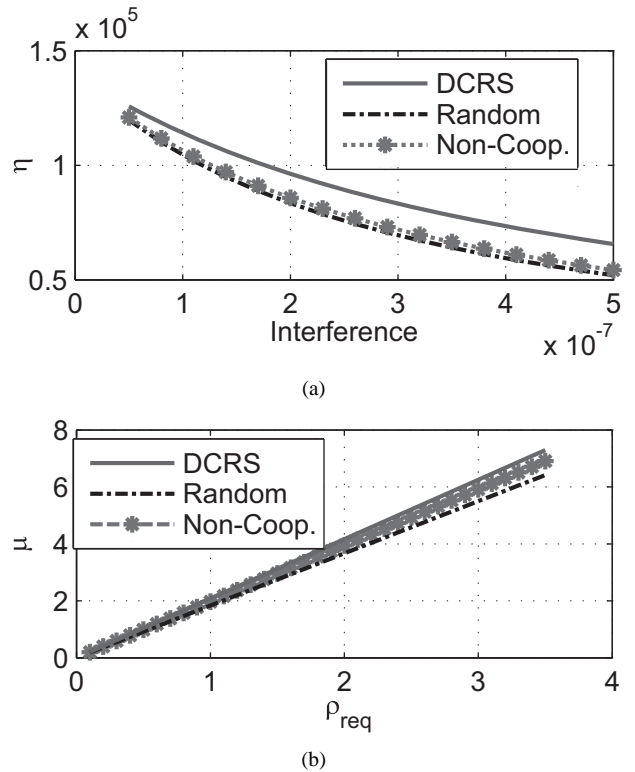 x 10^5
1.5
1
0.5
η
DCRS
Random
Non-Coop.
0 1 2 3 4 5
Interference
x 10^-7
(a)
8
6
4
2
0
μ
DCRS
Random
Non-Coop.
0 1 2 3 4
ρ_req
(b)